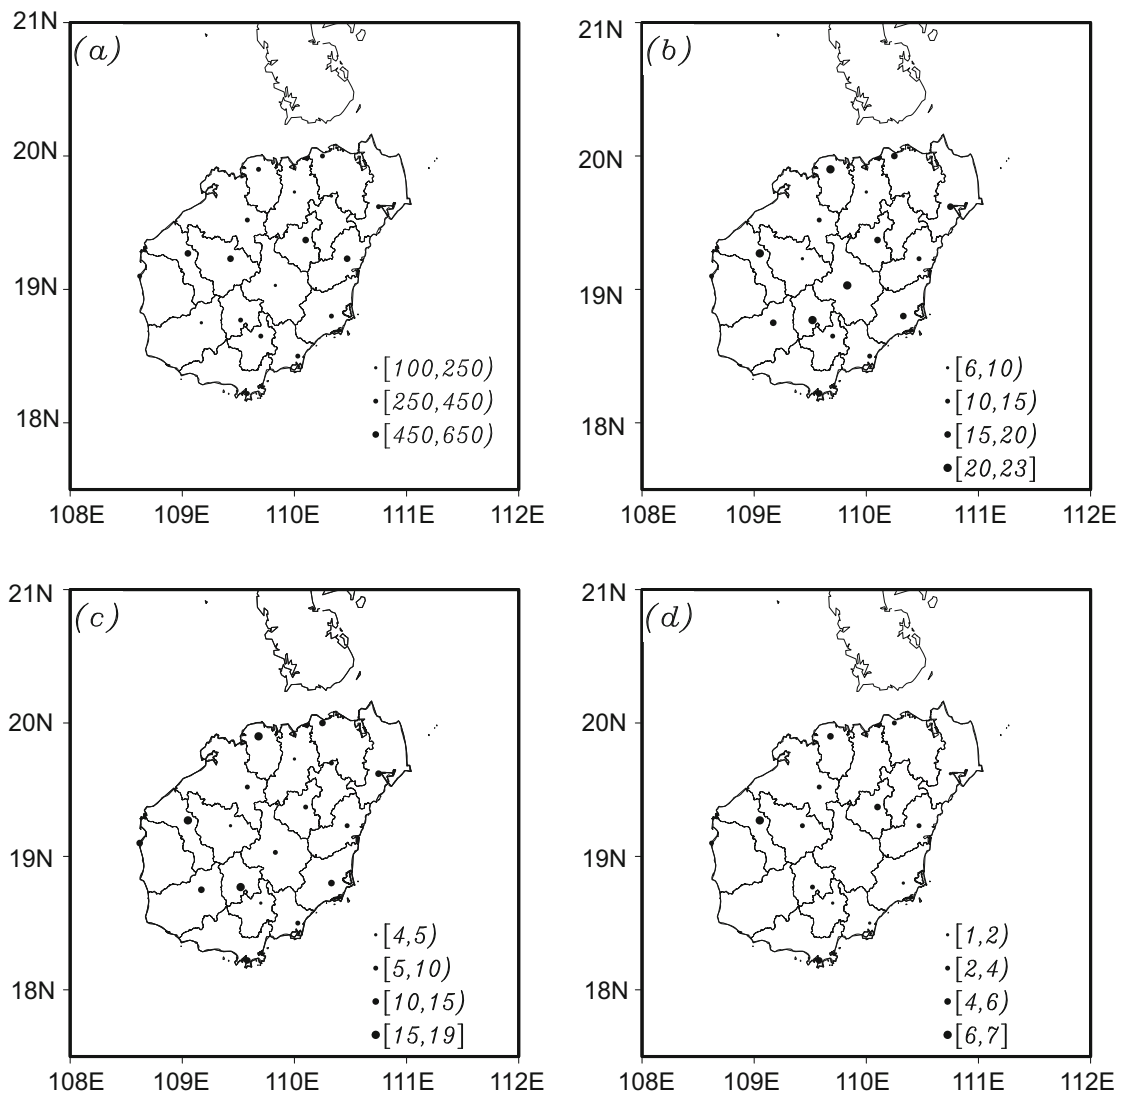 21N
(a)
20N
19N
18N
[100,250)
[250,450)
[450,650)
108E 109E 110E 111E 112E
21N
(b)
20N
19N
18N
[6,10)
[10,15)
[15,20)
[20,23]
108E 109E 110E 111E 112E
21N
(c)
20N
19N
18N
[4,5)
[5,10)
[10,15)
[15,19]
108E 109E 110E 111E 112E
21N
(d)
20N
19N
18N
[1,2)
[2,4)
[4,6)
[6,7]
108E 109E 110E 111E 112E